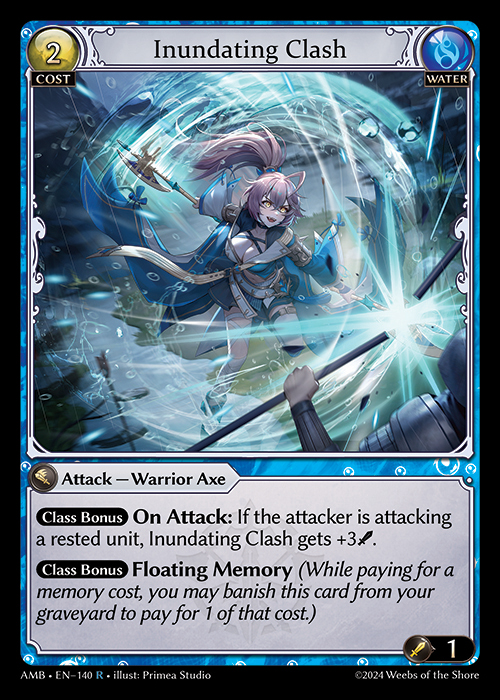 2
COST
Inundating Clash
WATER
Attack — Warrior Axe
Class Bonus On Attack: If the attacker is attacking
a rested unit, Inundating Clash gets +3.
Class Bonus Floating Memory (While paying for a
memory cost, you may banish this card from your
graveyard to pay for 1 of that cost.)
1
AMB • EN–140 R • illust: Primea Studio
©2024 Weebs of the Shore